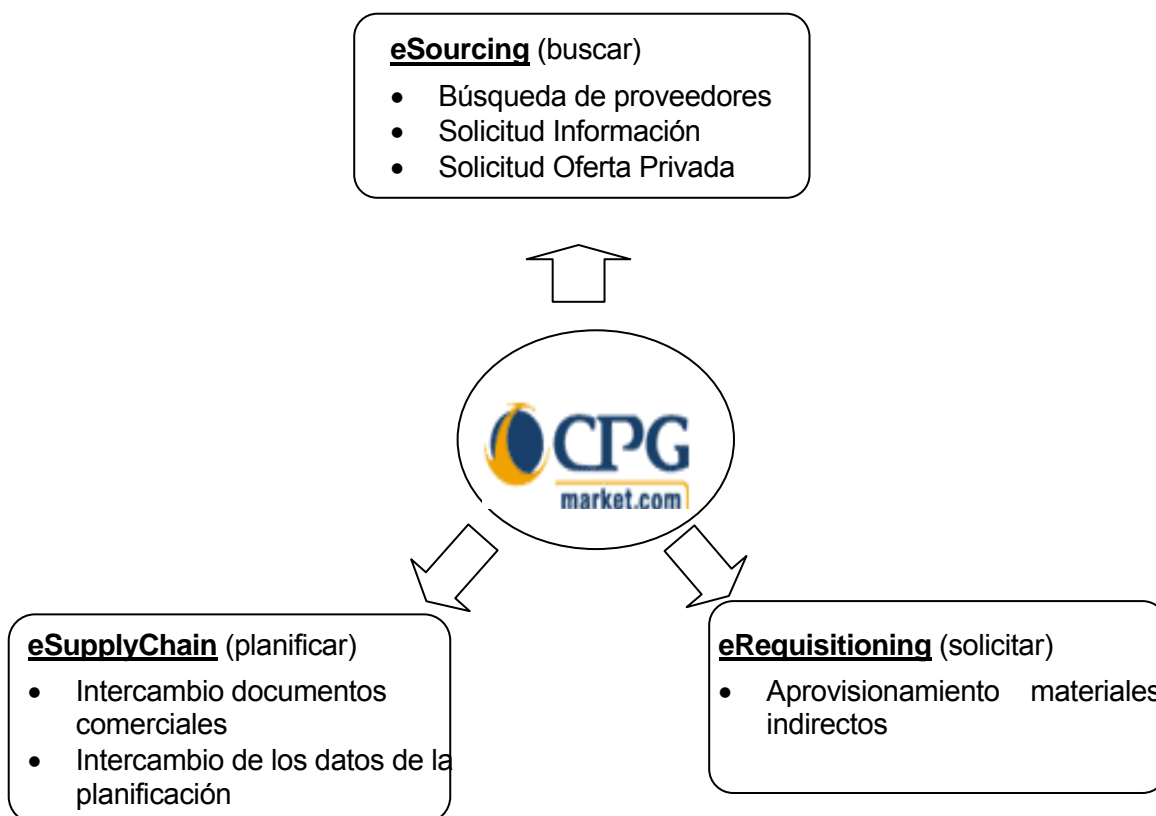 eSourcing (buscar)
• Búsqueda de proveedores
• Solicitud Información
• Solicitud Oferta Privada
CPG
market.com
eSupplyChain (planificar)
• Intercambio documentos
comerciales
• Intercambio de los datos de la
planificación
eRequisitioning (solicitar)
• Aprovisionamiento materiales
indirectos